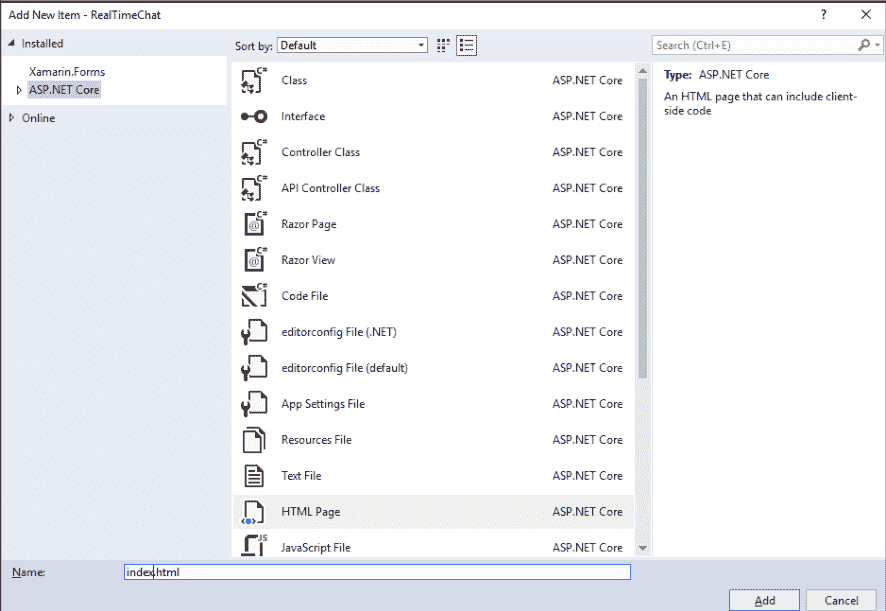 Add New Item - RealTimeChat
?
Installed
Xamarin.Forms
ASP.NET Core
Online
Sort by: Default
Search (Ctrl+E)
C# Class ASP.NET Core
Interface ASP.NET Core
C# Controller Class ASP.NET Core
C# API Controller Class ASP.NET Core
C# @ Razor Page ASP.NET Core
C# @ Razor View ASP.NET Core
C# Code File ASP.NET Core
editorconfig File (.NET) ASP.NET Core
editorconfig File (default) ASP.NET Core
App Settings File ASP.NET Core
Resources File ASP.NET Core
Text File ASP.NET Core
HTML Page ASP.NET Core
JS JavaScript File ASP.NET Core
Type: ASP.NET Core
An HTML page that can include client-
side code
Name: index.html
Add Cancel